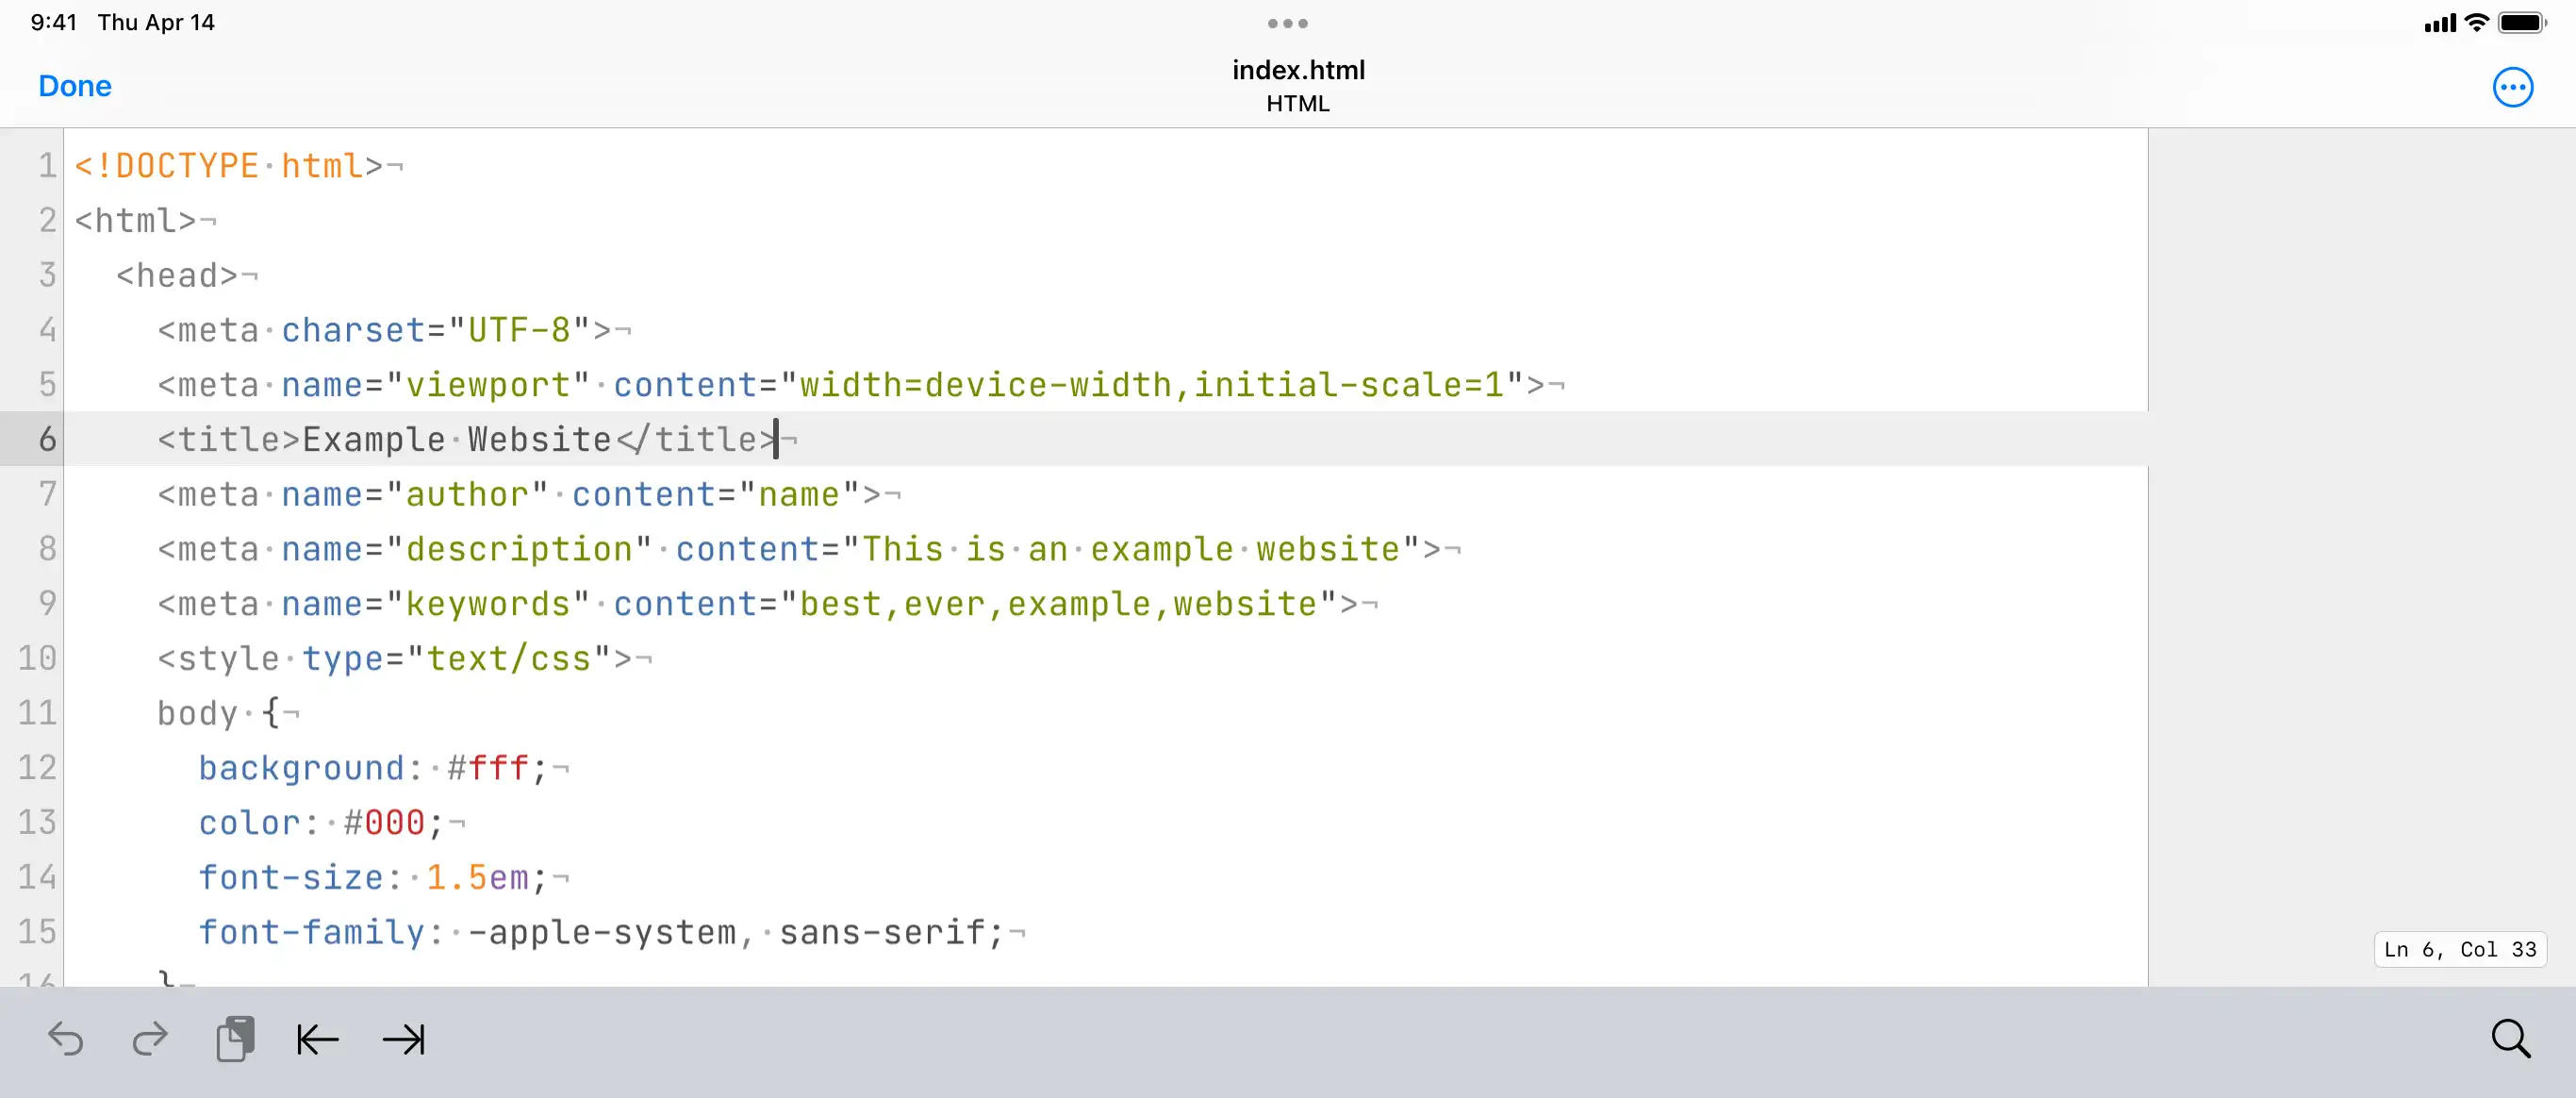 9:41 Thu Apr 14
Done
index.html
HTML
1 <!DOCTYPE·html>¬
2 <html>¬
3   <head>¬
4     <meta·charset="UTF-8">¬
5     <meta·name="viewport"·content="width=device-width,initial-scale=1">¬
6     <title>Example·Website</title>¬
7     <meta·name="author"·content="name">¬
8     <meta·name="description"·content="This·is·an·example·website">¬
9     <meta·name="keywords"·content="best,ever,example,website">¬
10     <style·type="text/css">¬
11     body·{¬
12       background:·#fff;¬
13       color:·#000;¬
14       font-size:·1.5em;¬
15       font-family:·-apple-system,·sans-serif;¬
16     }¬
Ln 6, Col 33